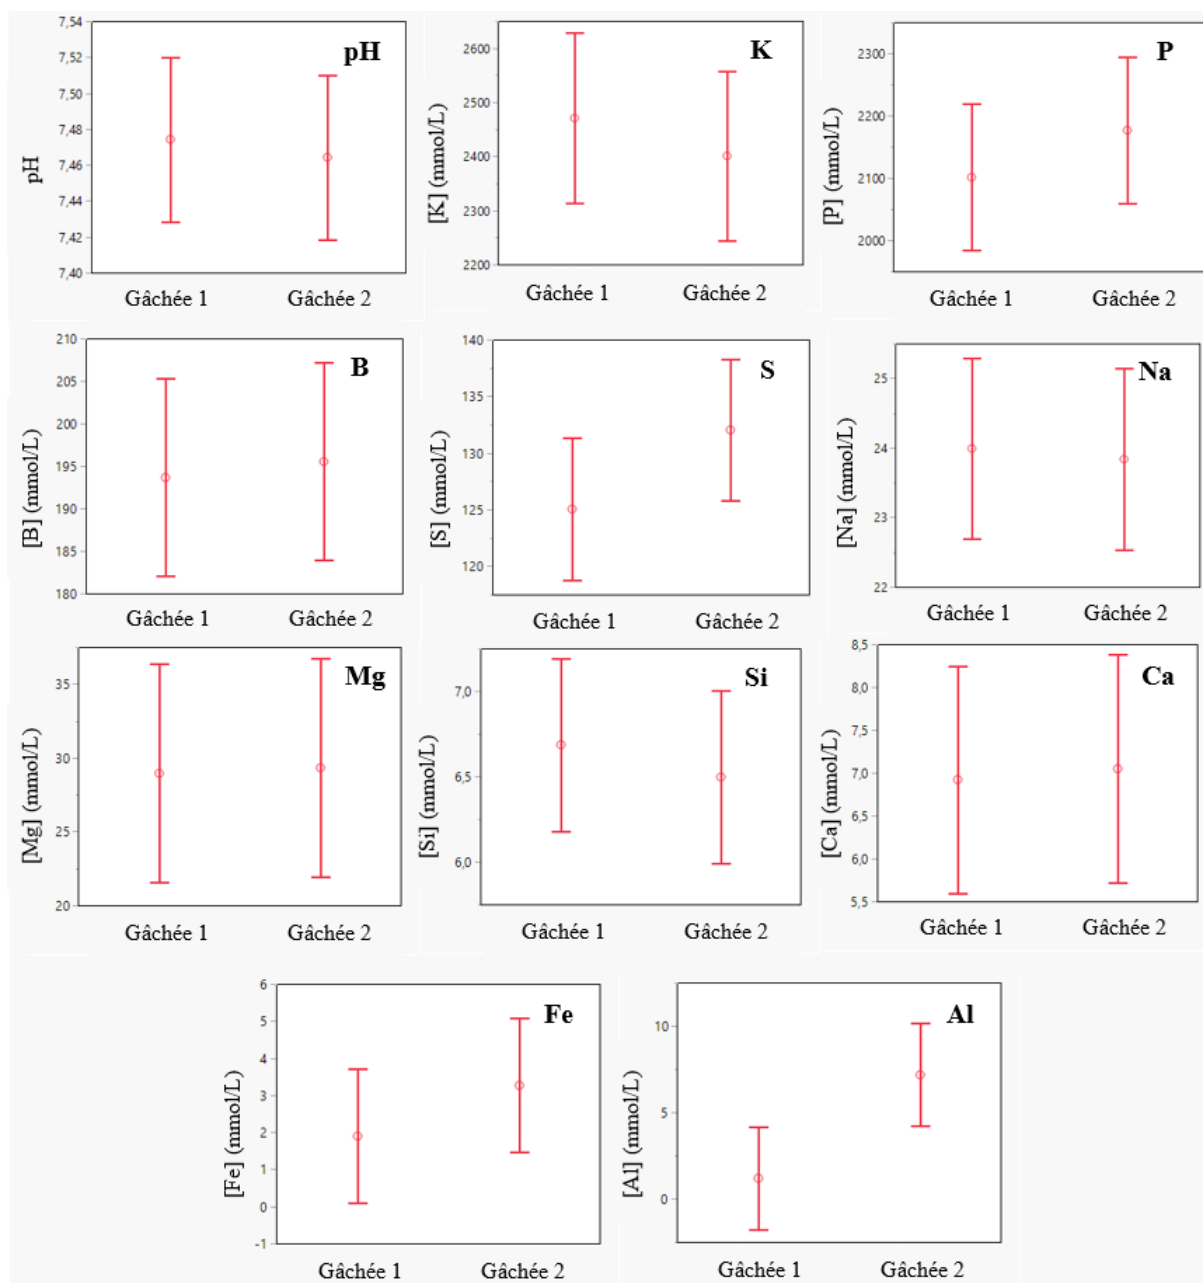 pH
pH
7,54
7,53
7,52
7,50
7,48
7,46
7,44
7,42
7,40
Gâchée 1
Gâchée 2
K
[K] (mmol/L)
2600
2500
2400
2300
2200
Gâchée 1
Gâchée 2
P
[P] (mmol/L)
2300
2200
2100
2000
Gâchée 1
Gâchée 2
B
[B] (mmol/L)
210
205
200
195
190
185
180
Gâchée 1
Gâchée 2
S
[S] (mmol/L)
140
135
130
125
120
Gâchée 1
Gâchée 2
Na
[Na] (mmol/L)
25
24
23
22
Gâchée 1
Gâchée 2
Mg
[Mg] (mmol/L)
35
30
25
20
Gâchée 1
Gâchée 2
Si
[Si] (mmol/L)
7,0
6,5
6,0
Gâchée 1
Gâchée 2
Ca
[Ca] (mmol/L)
8,5
8,0
7,5
7,0
6,5
6,0
5,5
Gâchée 1
Gâchée 2
Fe
[Fe] (mmol/L)
6
5
4
3
2
1
0
-1
Gâchée 1
Gâchée 2
Al
[Al] (mmol/L)
10
5
0
Gâchée 1
Gâchée 2